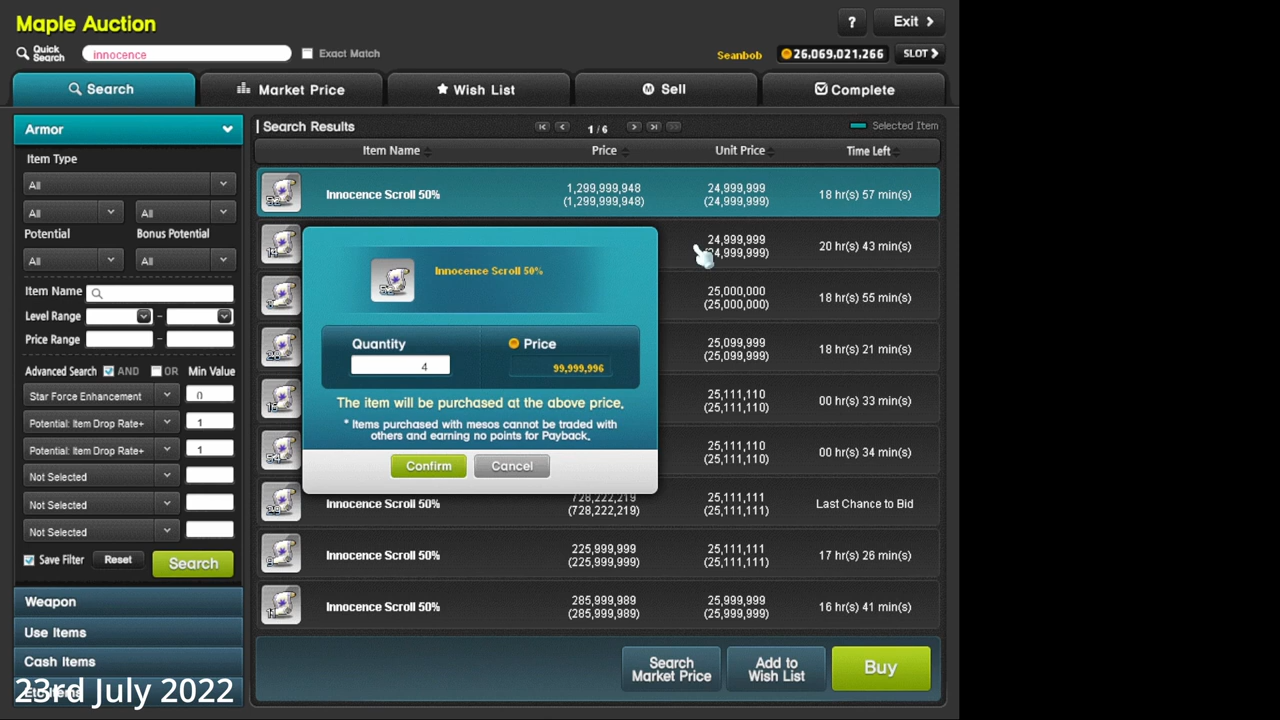 Maple Auction
? Exit
Quick Search innocence Exact Match Seanbob 26,069,021,266 SLOT
Search Market Price Wish List Sell Complete
Armor
Item Type
All
All All
Potential Bonus Potential
All All
Item Name
Level Range -
Price Range -
Advanced Search AND OR Min Value
Star Force Enhancement 0
Potential: Item Drop Rate+ 1
Potential: Item Drop Rate+ 1
Not Selected
Not Selected
Not Selected
Save Filter Reset Search
Weapon
Use Items
Cash Items
23rd July 2022
Search Results 1 / 6 Selected Item
Item Name Price Unit Price Time Left
Innocence Scroll 50% 1,299,999,948 24,999,999 18 hr(s) 57 min(s)
(1,299,999,948) (24,999,999)
24,999,999 20 hr(s) 43 min(s)
25,000,000 18 hr(s) 55 min(s)
(25,000,000)
25,099,999 18 hr(s) 21 min(s)
(25,099,999)
25,111,110 00 hr(s) 33 min(s)
(25,111,110)
25,111,110 00 hr(s) 34 min(s)
(25,111,110)
Innocence Scroll 50% 728,222,219 25,111,111 Last Chance to Bid
(728,222,219) (25,111,111)
Innocence Scroll 50% 225,999,999 25,111,111 17 hr(s) 26 min(s)
(225,999,999) (25,111,111)
Innocence Scroll 50% 285,999,989 25,999,999 16 hr(s) 41 min(s)
(285,999,989) (25,999,999)
Innocence Scroll 50%
Quantity Price
4 99,999,996
The item will be purchased at the above price.
* Items purchased with mesos cannot be traded with
others and earning no points for Payback.
Confirm Cancel
Search Market Price Add to Wish List Buy